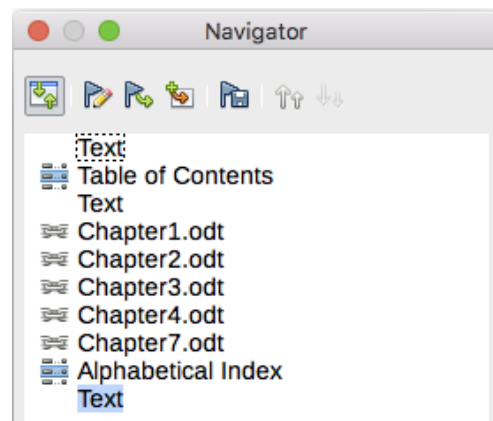 Navigator
Text
Table of Contents
Text
Chapter1.odt
Chapter2.odt
Chapter3.odt
Chapter4.odt
Chapter7.odt
Alphabetical Index
Text